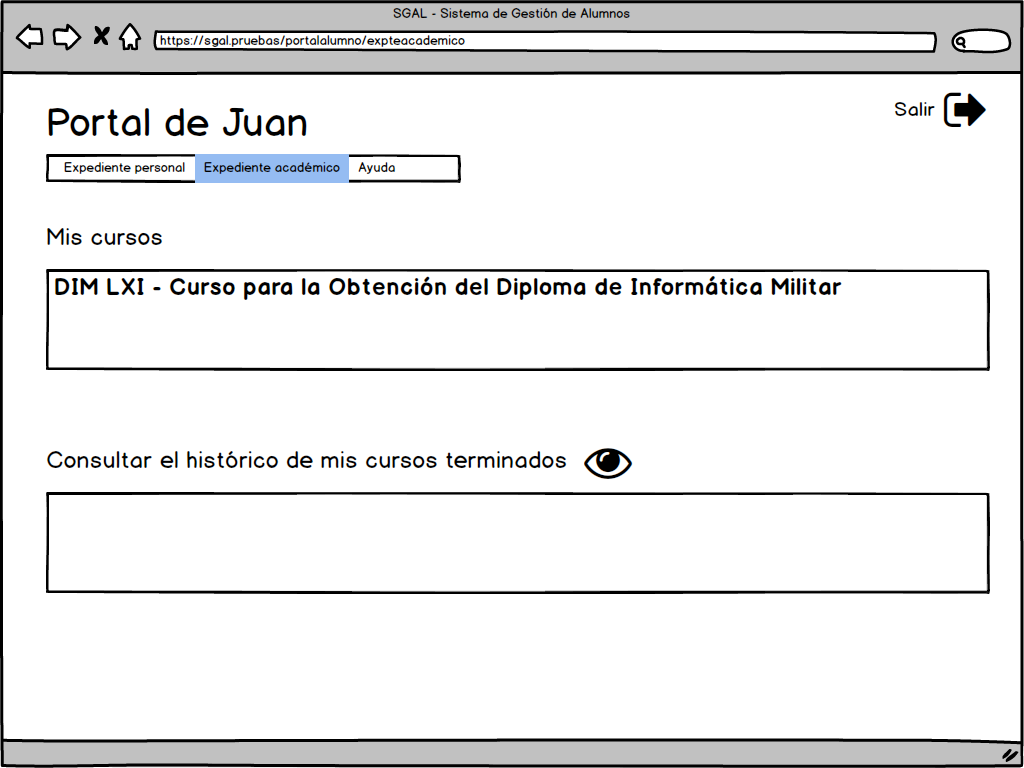 SGAL - Sistema de Gestión de Alumnos
https://sgal.pruebas/portalalumno/expteacademico
Salir
Portal de Juan
Expediente personal Expediente académico Ayuda
Mis cursos
DIM LXI - Curso para la Obtención del Diploma de Informática Militar
Consultar el histórico de mis cursos terminados